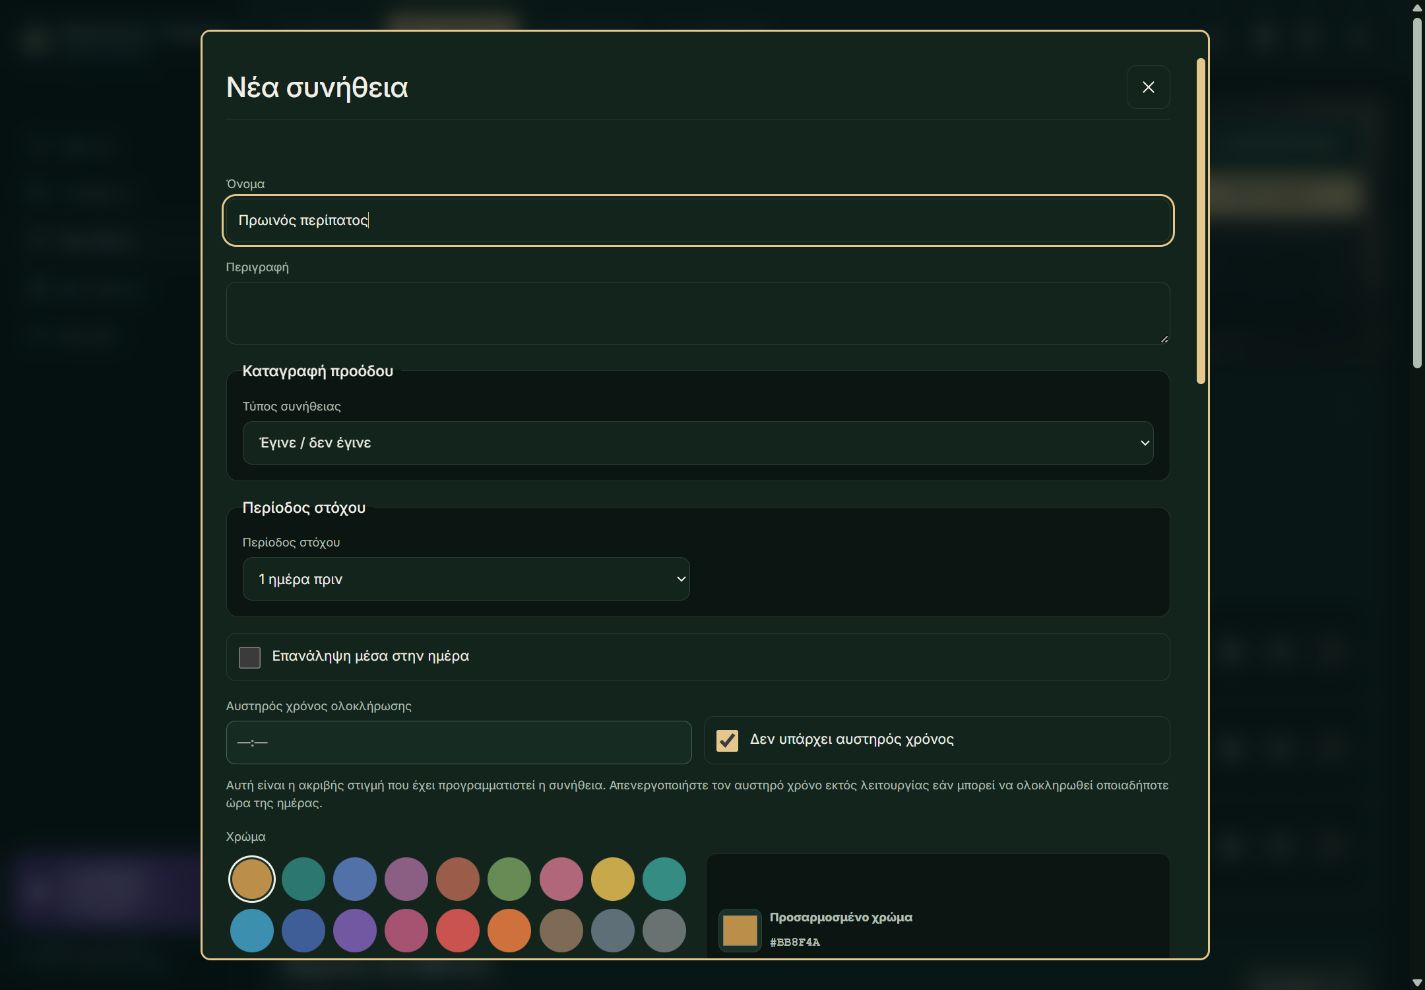 Νέα συνήθεια
Όνομα
Πρωινός περίπατος
Περιγραφή
Καταγραφή προόδου
Τύπος συνήθειας
Έγινε / δεν έγινε
Περίοδος στόχου
Περίοδος στόχου
1 ημέρα πριν
Επανάληψη μέσα στην ημέρα
Αυστηρός χρόνος ολοκλήρωσης
—:—
Δεν υπάρχει αυστηρός χρόνος
Αυτή είναι η ακριβής στιγμή που έχει προγραμματιστεί η συνήθεια. Απενεργοποιήστε τον αυστηρό χρόνο εκτός λειτουργίας εάν μπορεί να ολοκληρωθεί οποιαδήποτε
ώρα της ημέρας.
Χρώμα
Προσαρμοσμένο χρώμα
#BB8F4A